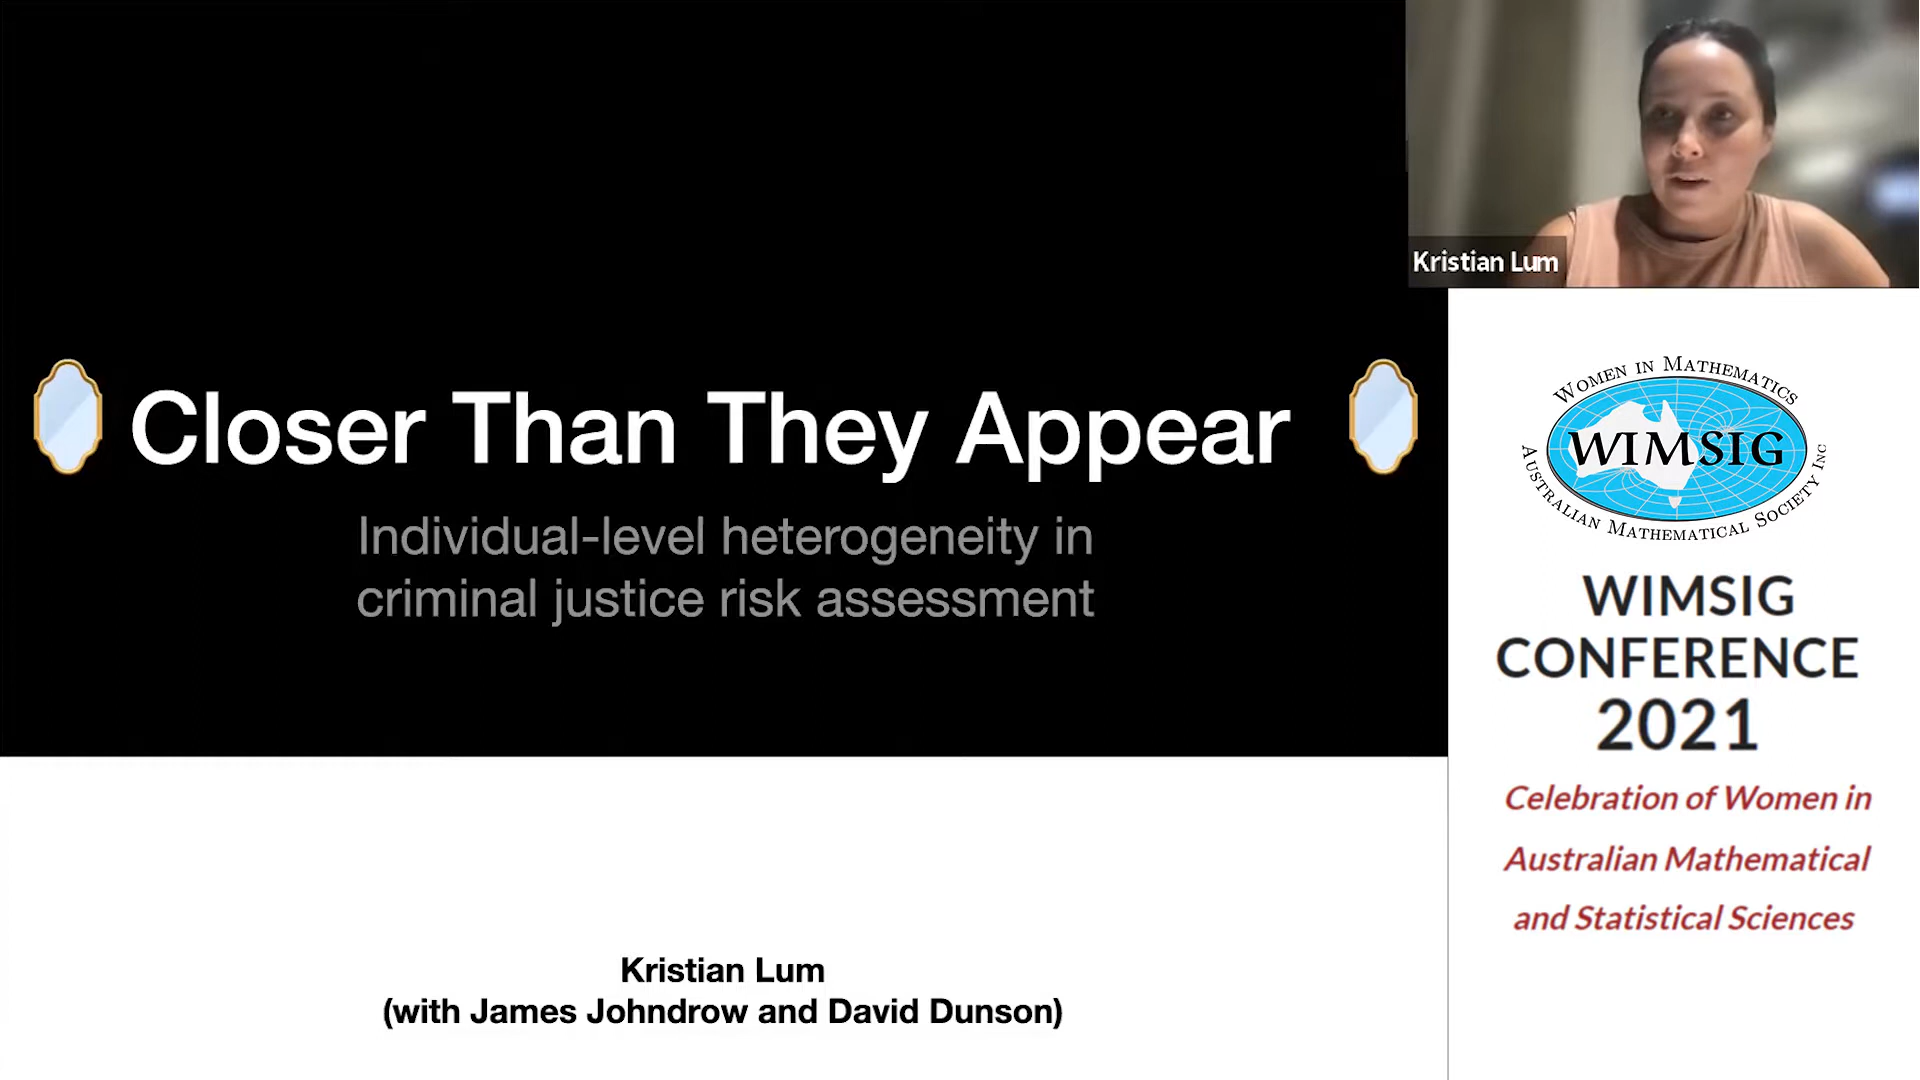 Closer Than They Appear
Individual-level heterogeneity in
criminal justice risk assessment
Kristian Lum
(with James Johndrow and David Dunson)
Kristian Lum
WOMEN IN MATHEMATICS
WIMSIG
AUSTRALIAN MATHEMATICAL SOCIETY INC
WIMSIG
CONFERENCE
2021
Celebration of Women in
Australian Mathematical
and Statistical Sciences